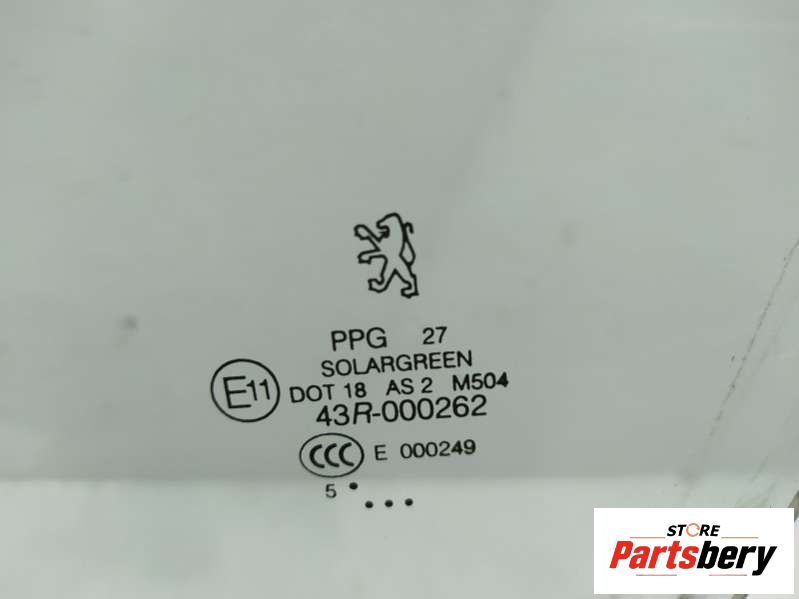 PPG 27
SOLARGREEN
E11 DOT 18 AS 2 M504
43R-000262
CCC E 000249
5
STORE
Partsbery